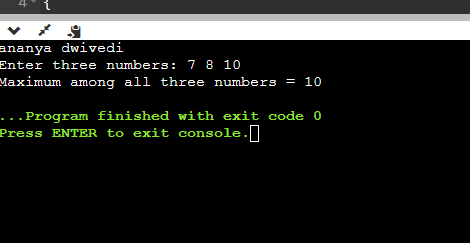 4
{
ananya dwivedi
Enter three numbers: 7 8 10
Maximum among all three numbers = 10
...Program finished with exit code 0
Press ENTER to exit console.